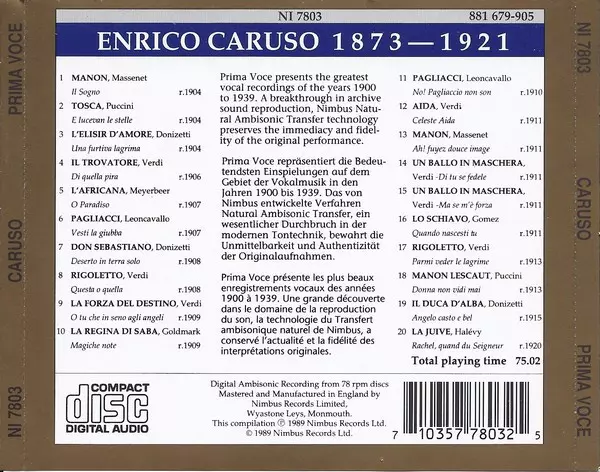 NI 7803
881 679-905
ENRICO CARUSO 1873—1921
1 MANON, Massenet
Il Sogno r.1904
2 TOSCA, Puccini
E lucevan le stelle r.1904
3 L'ELISIR D'AMORE, Donizetti
Una furtiva lagrima r.1904
4 IL TROVATORE, Verdi
Di quella pira r.1906
5 L'AFRICANA, Meyerbeer
O Paradiso r.1907
6 PAGLIACCI, Leoncavallo
Vesti la giubba r.1907
7 DON SEBASTIANO, Donizetti
Deserto in terra solo r.1908
8 RIGOLETTO, Verdi
Questa o quella r.1908
9 LA FORZA DEL DESTINO, Verdi
O tu che in seno agli angeli r.1909
10 LA REGINA DI SABA, Goldmark
Magiche note r.1909
Prima Voce presents the greatest
vocal recordings of the years 1900
to 1939. A breakthrough in archive
sound reproduction, Nimbus Natu-
ral Ambisonic Transfer technology
preserves the immediacy and fidel-
ity of the original performance.
Prima Voce repräsentiert die Bedeu-
tendsten Einspielungen auf dem
Gebiet der Vokalmusik in den
Jahren 1900 bis 1939. Das von
Nimbus entwickelte Verfahren
Natural Ambisonic Transfer, ein
wesentlicher Durchbruch in der
modernen Tontechnik, bewahrt die
Unmittelbarkeit und Authentizität
der Originalaufnahmen.
Prima Voce présente les plus beaux
enregistrements vocaux des années
1900 à 1939. Une grande découverte
dans le domaine de la reproduction
du son, la technologie du Transfert
ambisonique naturel de Nimbus, a
conservé l'actualité et la fidélité des
interprétations originales.
11 PAGLIACCI, Leoncavallo
No! Pagliaccio non son r.1910
12 AIDA, Verdi
Celeste Aida r.1911
13 MANON, Massenet
Ah! fuyez douce image r.1911
14 UN BALLO IN MASCHERA,
Verdi -Di tu se fedele r.1911
15 UN BALLO IN MASCHERA,
Verdi -Ma se m'è forza r.1911
16 LO SCHIAVO, Gomez
Quando nascesti tu r.1911
17 RIGOLETTO, Verdi
Parmi veder le lagrime r.1913
18 MANON LESCAUT, Puccini
Donna non vidi mai r.1913
19 IL DUCA D'ALBA, Donizetti
Angelo casto e bel r.1915
20 LA JUIVE, Halévy
Rachel, quand du Seigneur r.1920
Total playing time 75.02
COMPACT
disc
DIGITAL AUDIO
Digital Ambisonic Recording from 78 rpm discs
Mastered and Manufactured in England by
Nimbus Records Limited,
Wyastone Leys, Monmouth.
This compilation ℗ 1989 Nimbus Records Ltd.
© 1989 Nimbus Records Ltd.
7 10357 78032 5
PRIMA VOCE
CARUSO
NI 7803
NI 7803
CARUSO
PRIMA VOCE